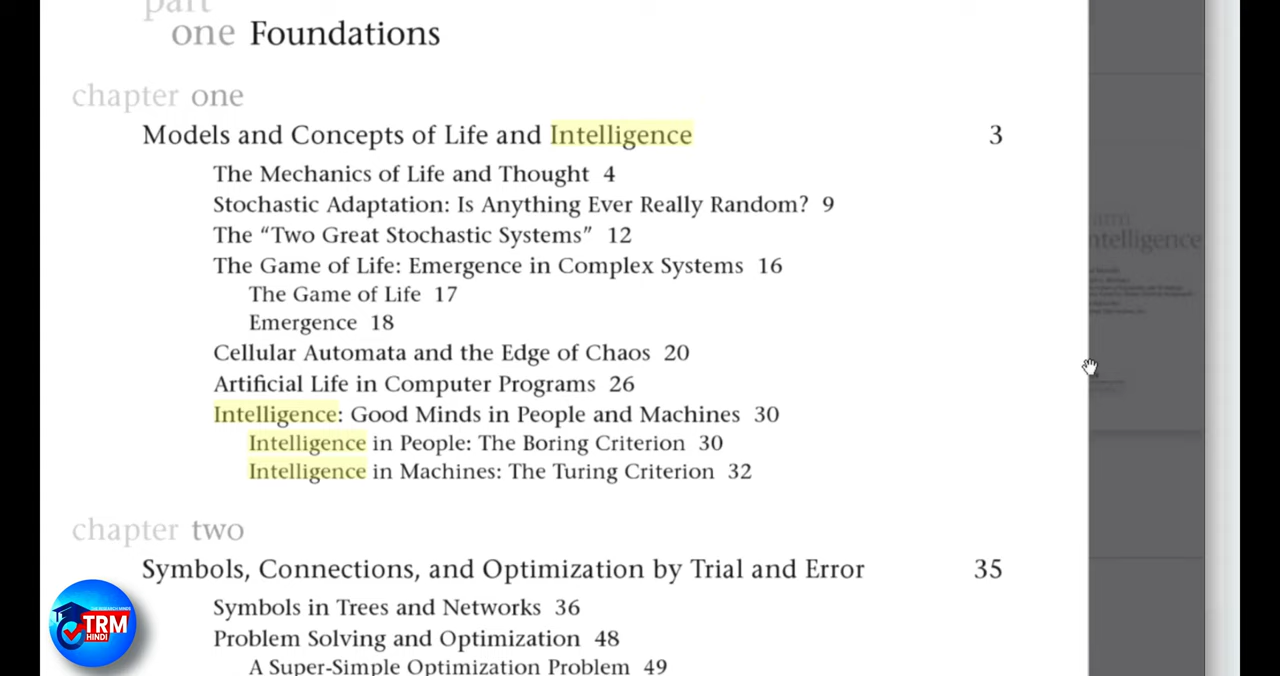 part
one Foundations
chapter one
Models and Concepts of Life and Intelligence 3
The Mechanics of Life and Thought 4
Stochastic Adaptation: Is Anything Ever Really Random? 9
The “Two Great Stochastic Systems” 12
The Game of Life: Emergence in Complex Systems 16
The Game of Life 17
Emergence 18
Cellular Automata and the Edge of Chaos 20
Artificial Life in Computer Programs 26
Intelligence: Good Minds in People and Machines 30
Intelligence in People: The Boring Criterion 30
Intelligence in Machines: The Turing Criterion 32
chapter two
Symbols, Connections, and Optimization by Trial and Error 35
Symbols in Trees and Networks 36
Problem Solving and Optimization 48
A Super-Simple Optimization Problem 49
ntelligence
TRM
HINDI